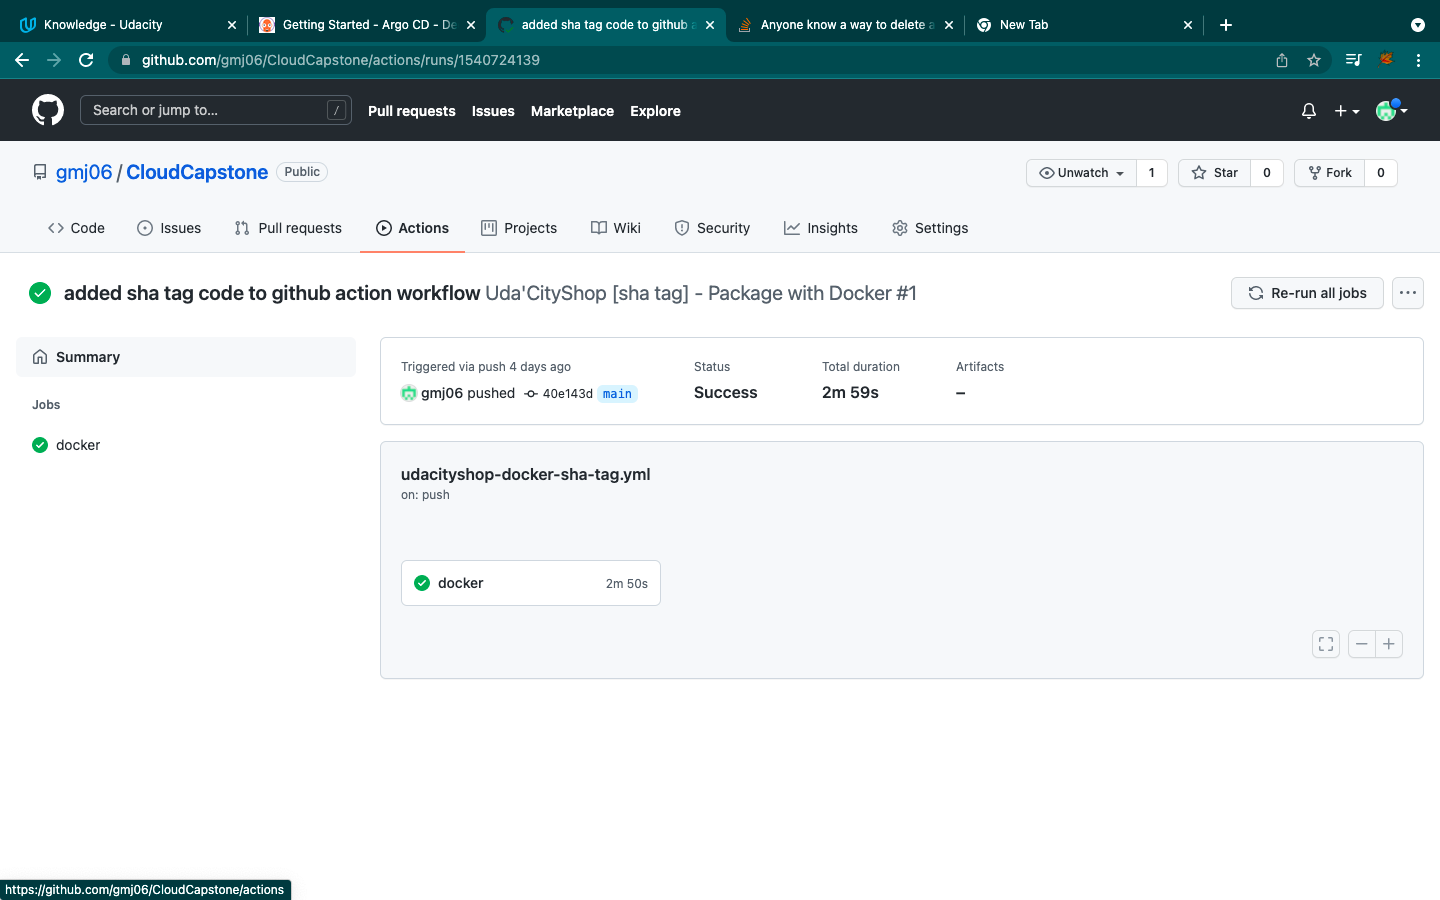 Knowledge - Udacity
Getting Started - Argo CD - De
added sha tag code to github a
Anyone know a way to delete a
New Tab
github.com/gmj06/CloudCapstone/actions/runs/1540724139
Search or jump to...
/
Pull requests
Issues
Marketplace
Explore
gmj06 / CloudCapstone
Public
Unwatch
1
Star
0
Fork
0
Code
Issues
Pull requests
Actions
Projects
Wiki
Security
Insights
Settings
added sha tag code to github action workflow Uda'CityShop [sha tag] - Package with Docker #1
Re-run all jobs
Summary
Jobs
docker
Triggered via push 4 days ago
gmj06 pushed 40e143d main
Status
Success
Total duration
2m 59s
Artifacts
–
udacityshop-docker-sha-tag.yml
on: push
docker
2m 50s
https://github.com/gmj06/CloudCapstone/actions